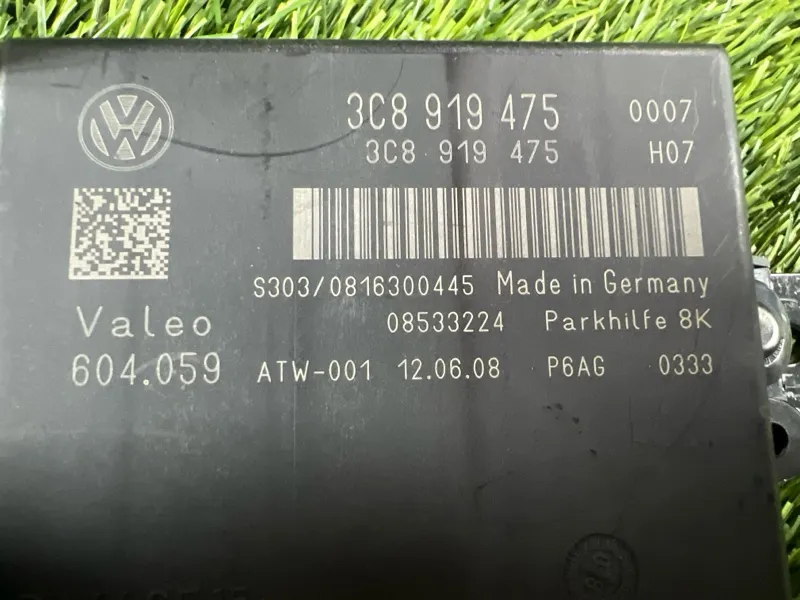 3C8 919 475 0007
3C8 919 475 H07
S303/0816300445 Made in Germany
Valeo 08533224 Parkhilfe 8K
604.059 ATW-001 12.06.08 P6AG 0333